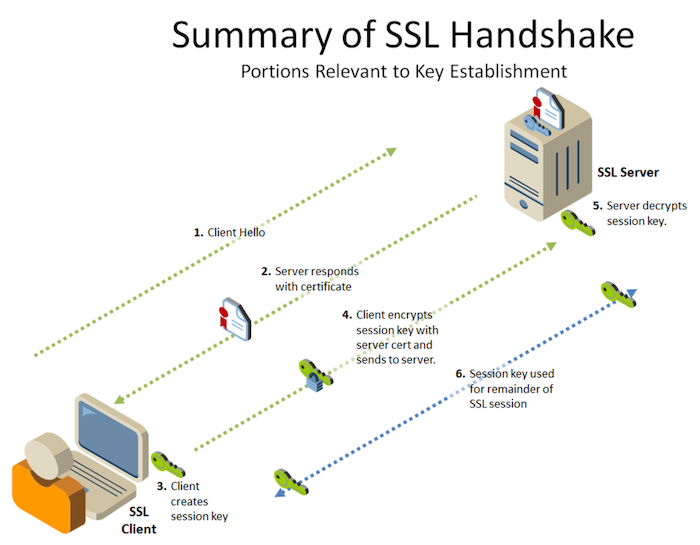 Summary of SSL Handshake
Portions Relevant to Key Establishment
SSL Server
5. Server decrypts
session key.
1. Client Hello
2. Server responds
with certificate
4. Client encrypts
session key with
server cert and
sends to server.
6. Session key used
for remainder of
SSL session
3. Client
creates
session key
SSL
Client